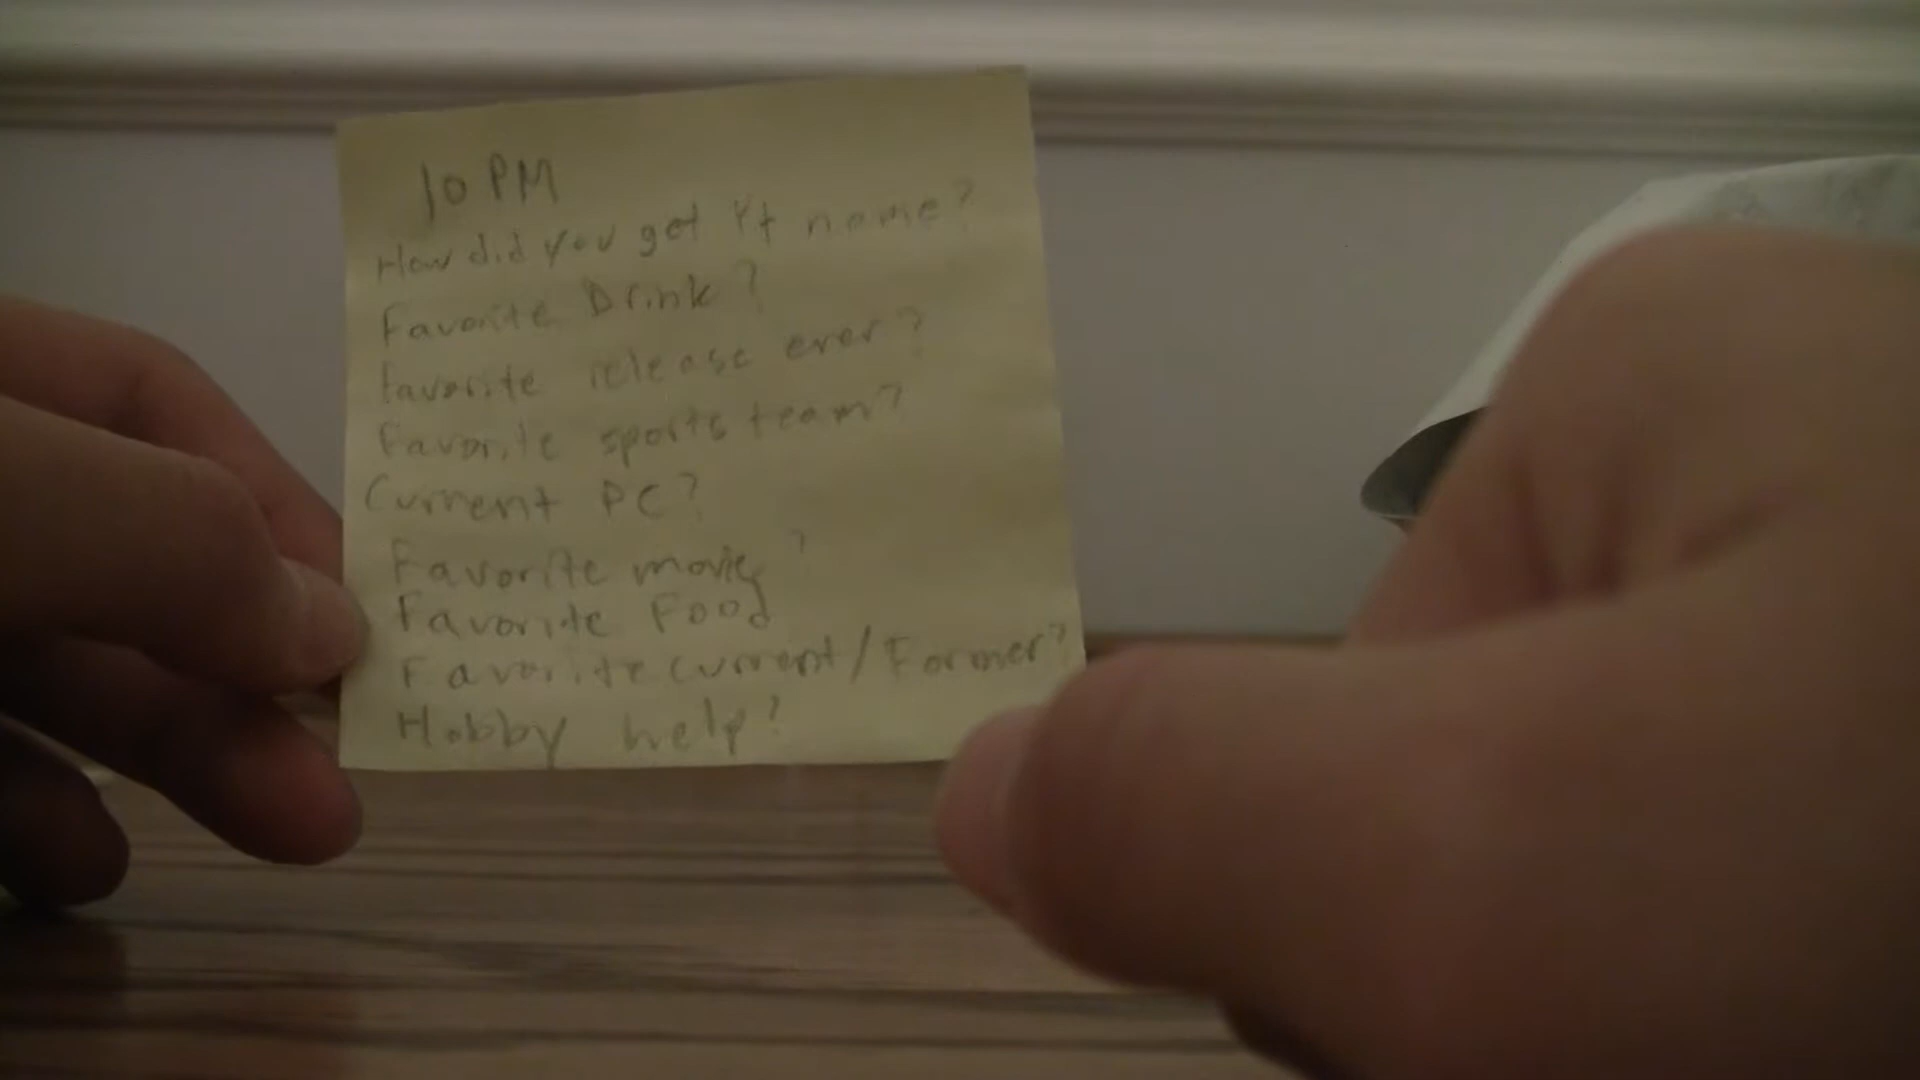 10 PM
How did you get Yt name?
Favorite Drink?
favorite release ever?
Favorite sports team?
Current PC?
Favorite movie?
Favorite Food
Favorite current/Former?
Hobby help?